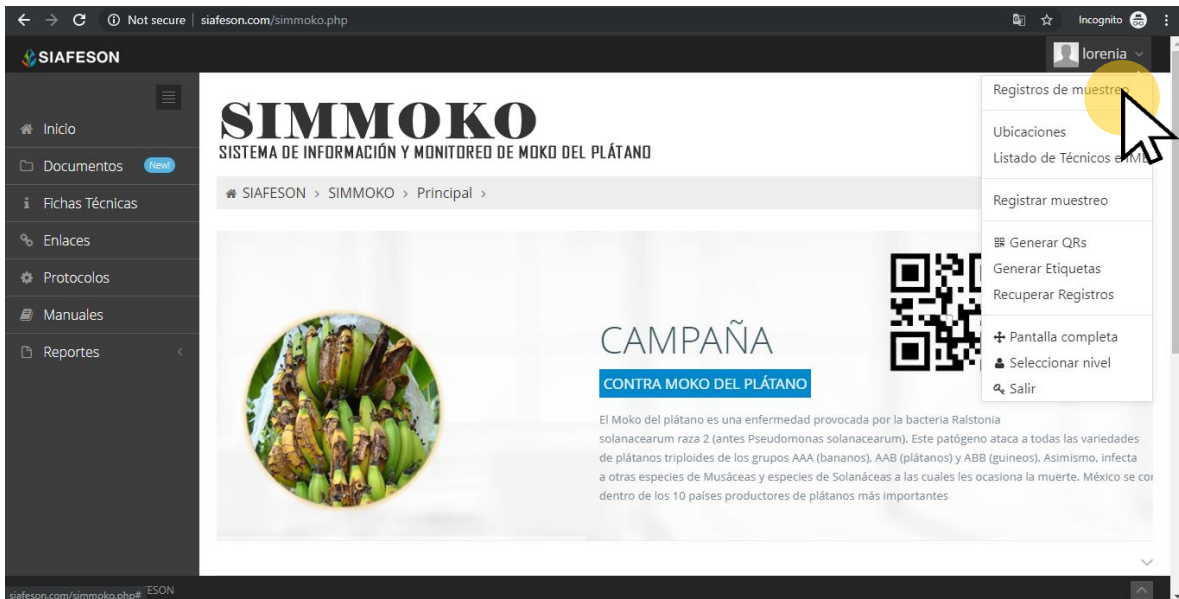 Not secure | siafeson.com/simmoko.php
Incognito
SIAFESON
lorenia
Inicio
Documentos New!
Fichas Técnicas
Enlaces
Protocolos
Manuales
Reportes
SIMMOKO
SISTEMA DE INFORMACIÓN Y MONITOREO DE MOKO DEL PLÁTANO
SIAFESON > SIMMOKO > Principal >
Registros de muestreo
Ubicaciones
Listado de Técnicos e
Registrar muestreo
Generar QRs
Generar Etiquetas
Recuperar Registros
Pantalla completa
Seleccionar nivel
Salir
CAMPAÑA
CONTRA MOKO DEL PLÁTANO
El Moko del plátano es una enfermedad provocada por la bacteria Ralstonia
solanacearum raza 2 (antes Pseudomonas solanacearum). Este patógeno ataca a todas las variedades
de plátanos triploides de los grupos AAA (bananos), AAB (plátanos) y ABB (guineos). Asimismo, infecta
a otras especies de Musáceas y especies de Solanáceas a las cuales les ocasiona la muerte. México se
dentro de los 10 países productores de plátanos más importantes
siafeson.com/simmoko.php#